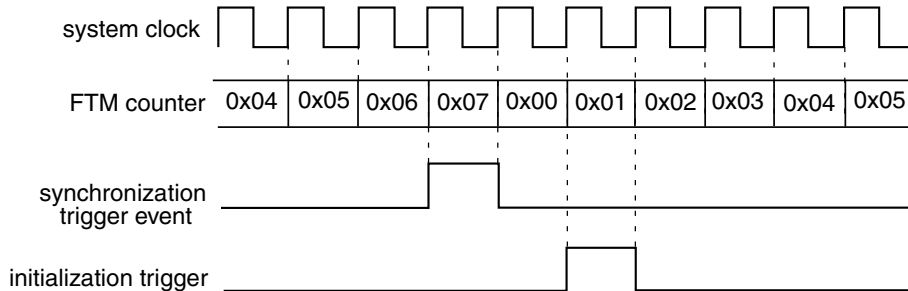 system clock
FTM counter
0x04 0x05 0x06 0x07 0x00 0x01 0x02 0x03 0x04 0x05
synchronization
trigger event
initialization trigger